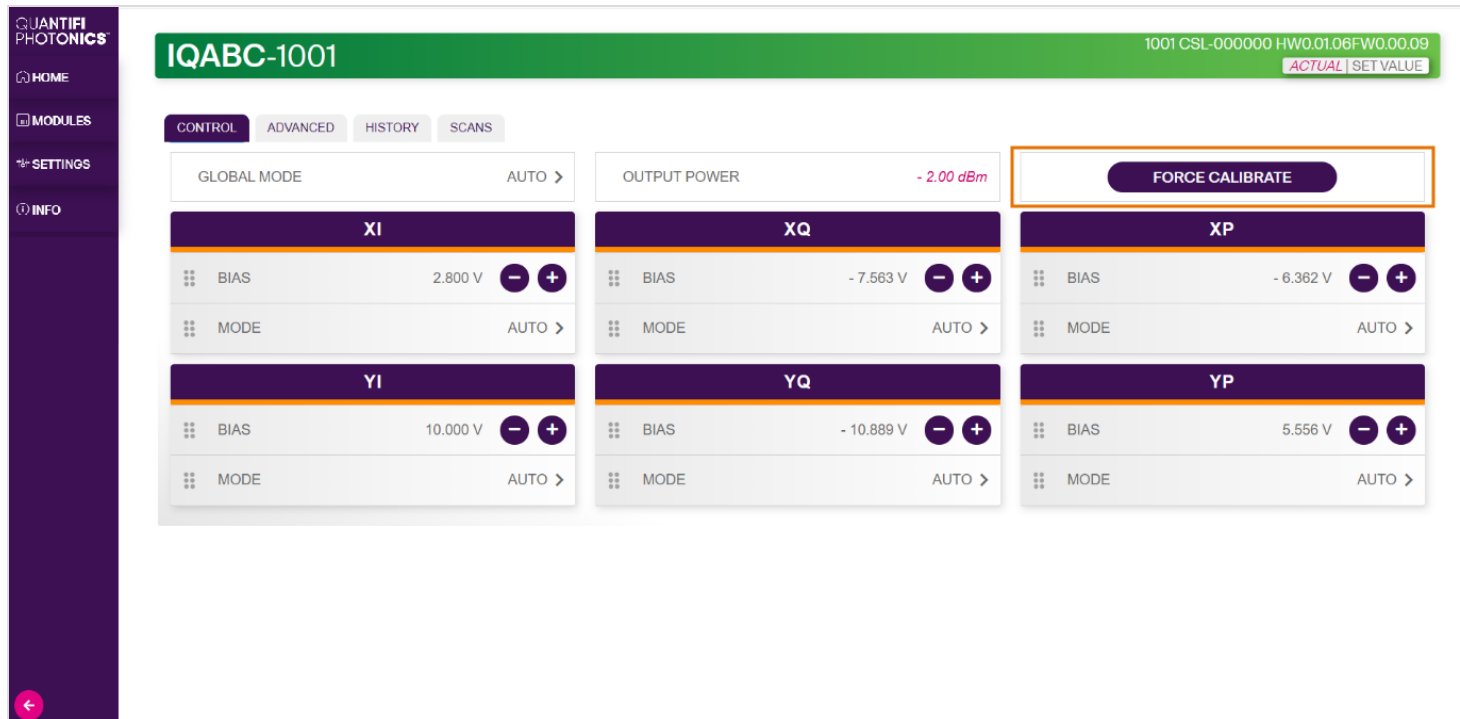 QUANTIFI
PHOTONICS™
HOME
MODULES
SETTINGS
INFO
IQABC-1001
1001 CSL-000000 HW0.01.06FW0.00.09
ACTUAL | SET VALUE
CONTROL ADVANCED HISTORY SCANS
GLOBAL MODE AUTO > OUTPUT POWER - 2.00 dBm FORCE CALIBRATE
XI XQ XP
BIAS 2.800 V − + BIAS - 7.563 V − + BIAS - 6.362 V − +
MODE AUTO > MODE AUTO > MODE AUTO >
YI YQ YP
BIAS 10.000 V − + BIAS - 10.889 V − + BIAS 5.556 V − +
MODE AUTO > MODE AUTO > MODE AUTO >